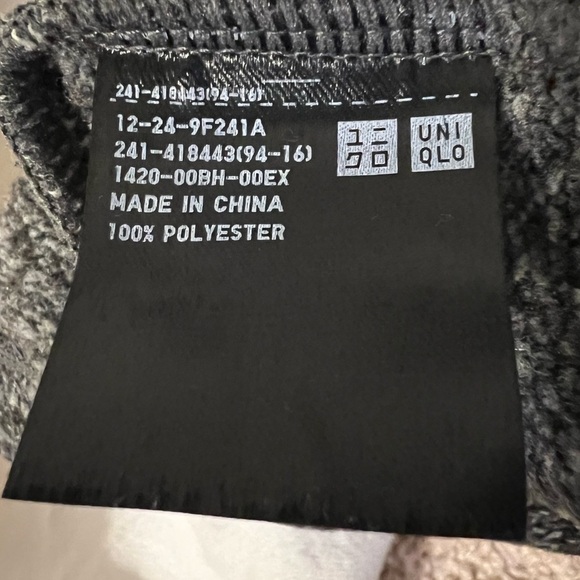 241-418443(94-16)
12-24-9F241A
241-418443(94-16)
1420-00BH-00EX
MADE IN CHINA
100% POLYESTER
ユニ
クロ
UNI
QLO